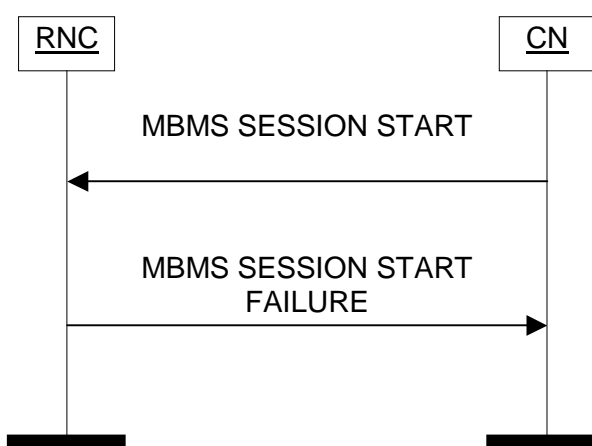 RNC
CN
MBMS SESSION START
MBMS SESSION START
FAILURE